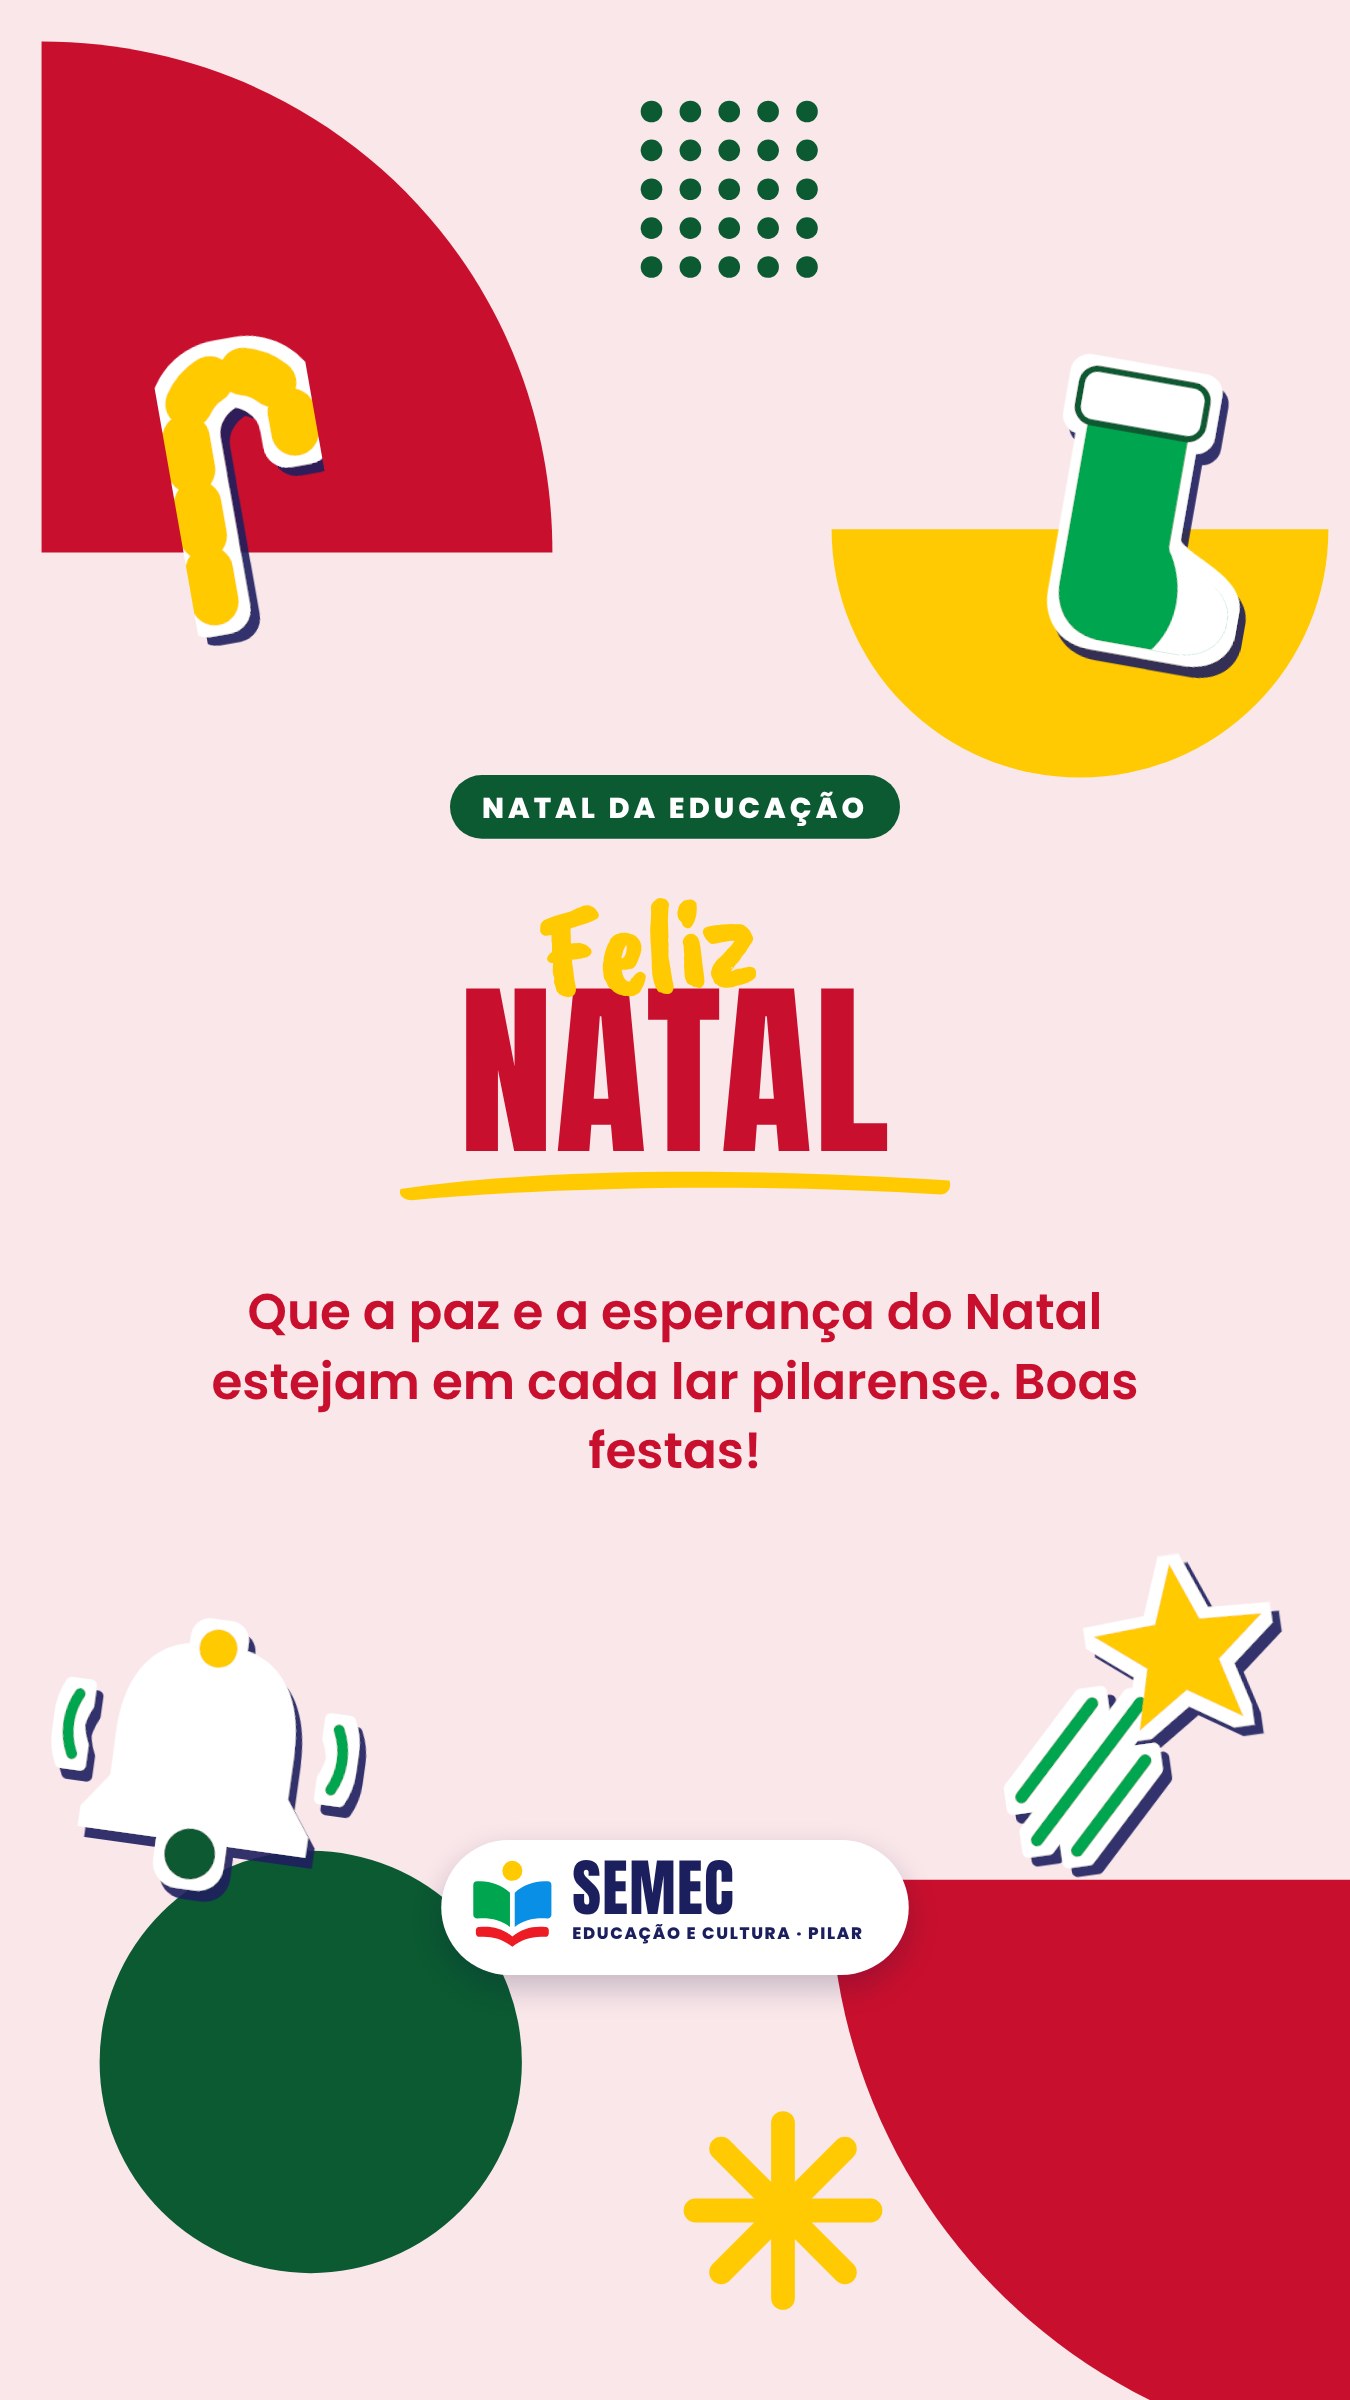 NATAL DA EDUCAÇÃO
Feliz
NATAL
Que a paz e a esperança do Natal
estejam em cada lar pilarense. Boas
festas!
SEMEC
EDUCAÇÃO E CULTURA · PILAR